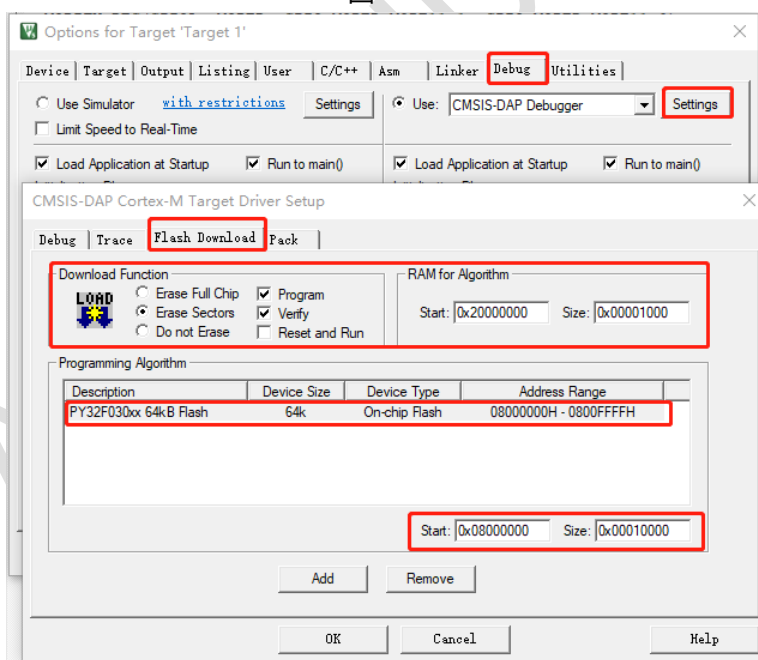 Options for Target 'Target 1'
Device Target Output Listing User C/C++ Asm Linker Debug Utilities
Use Simulator with restrictions Settings Use: CMSIS-DAP Debugger Settings
Limit Speed to Real-Time
Load Application at Startup Run to main() Load Application at Startup Run to main()
CMSIS-DAP Cortex-M Target Driver Setup
Debug Trace Flash Download Pack
Download Function RAM for Algorithm
LOAD Erase Full Chip Program
Erase Sectors Verify Start: 0x20000000 Size: 0x00001000
Do not Erase Reset and Run
Programming Algorithm
Description Device Size Device Type Address Range
PY32F030xx 64kB Flash 64k On-chip Flash 08000000H - 0800FFFFH
Start: 0x08000000 Size: 0x00010000
Add Remove
OK Cancel Help